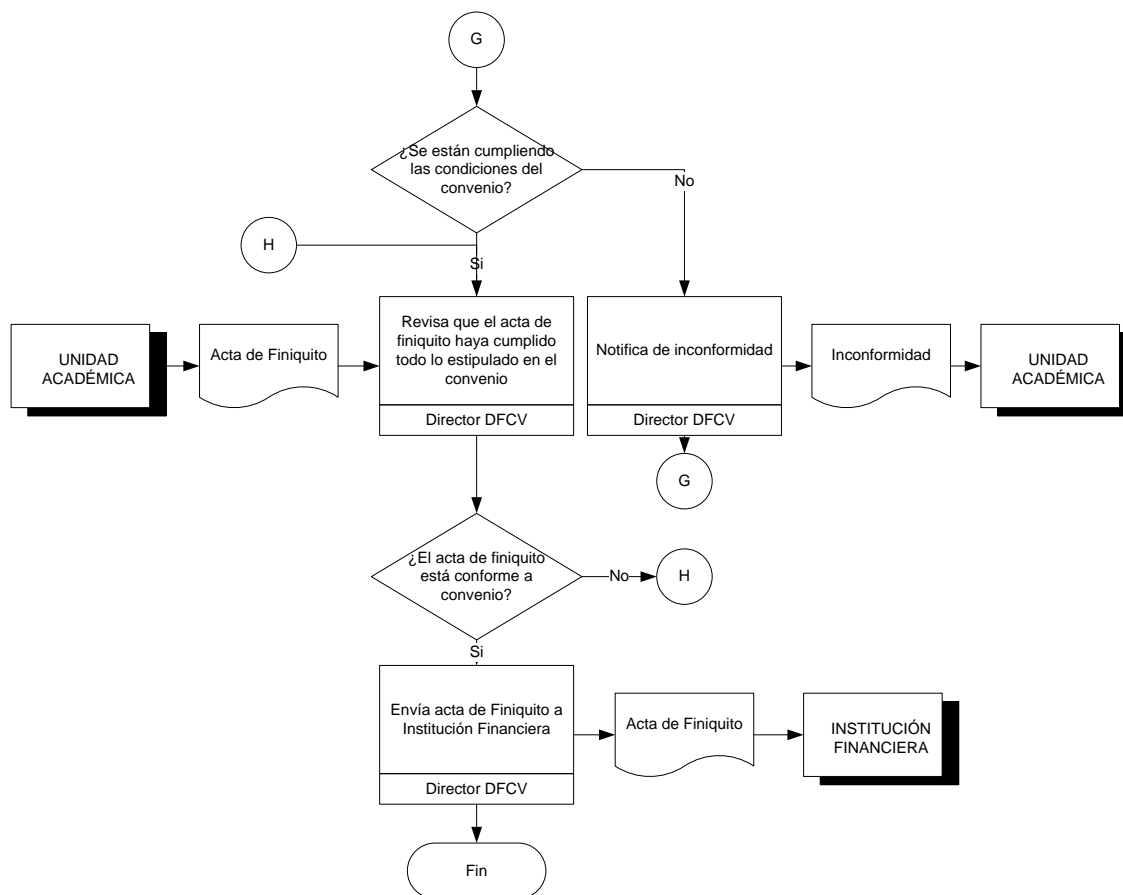 G
¿Se están cumpliendo
las condiciones del
convenio?
No
H
Si
UNIDAD
ACADÉMICA
Acta de Finiquito
Revisa que el acta de
finiquito haya cumplido
todo lo estipulado en el
convenio
Director DFCV
Notifica de inconformidad
Director DFCV
Inconformidad
UNIDAD
ACADÉMICA
G
¿El acta de finiquito
está conforme a
convenio?
No
H
Si
Envía acta de Finiquito a
Institución Financiera
Director DFCV
Acta de Finiquito
INSTITUCIÓN
FINANCIERA
Fin